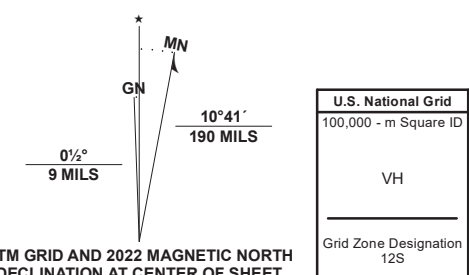 ★
MN
GN
10°41´
190 MILS
0½°
9 MILS
TM GRID AND 2022 MAGNETIC NORTH
DECLINATION AT CENTER OF SHEET
U.S. National Grid
100,000 - m Square ID
VH
Grid Zone Designation
12S